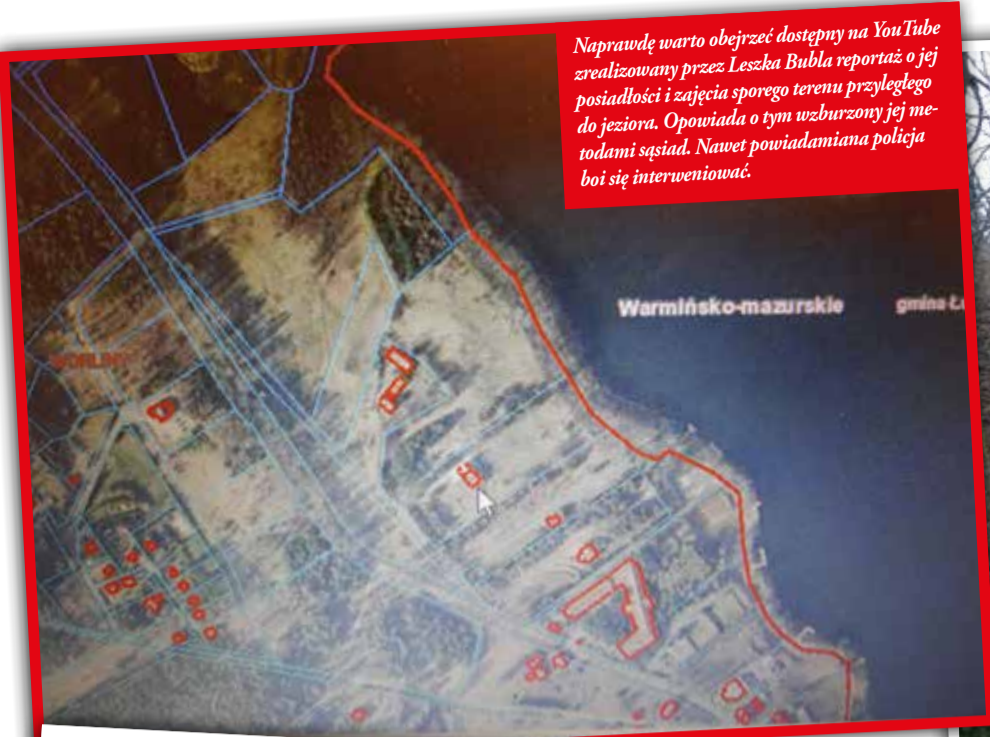 Naprawdę warto obejrzeć dostępny na YouTube
zrealizowany przez Leszka Bubla reportaż o jej
posiadłości i zajęcia sporego terenu przyległego
do jeziora. Opowiada o tym wzburzony jej me-
todami sąsiad. Nawet powiadamiana policja
boi się interweniować.
Warmińsko-mazurskie gmina